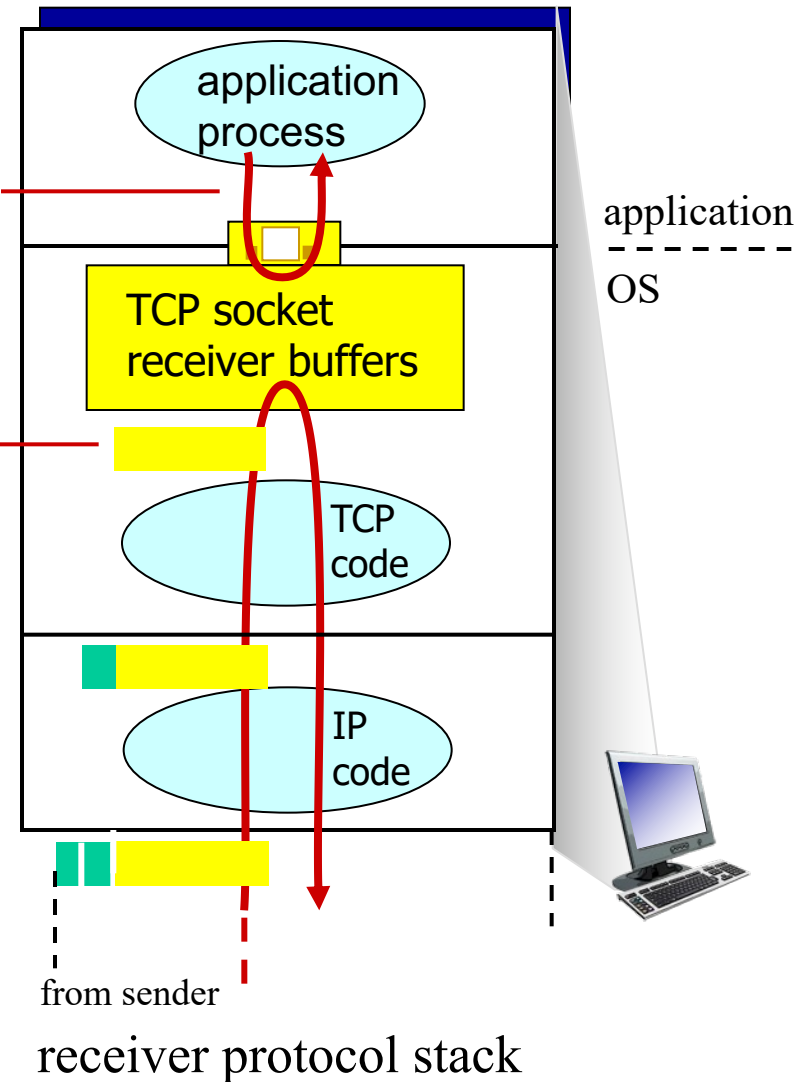 application
process
application
OS
TCP socket
receiver buffers
TCP
code
IP
code
from sender
receiver protocol stack